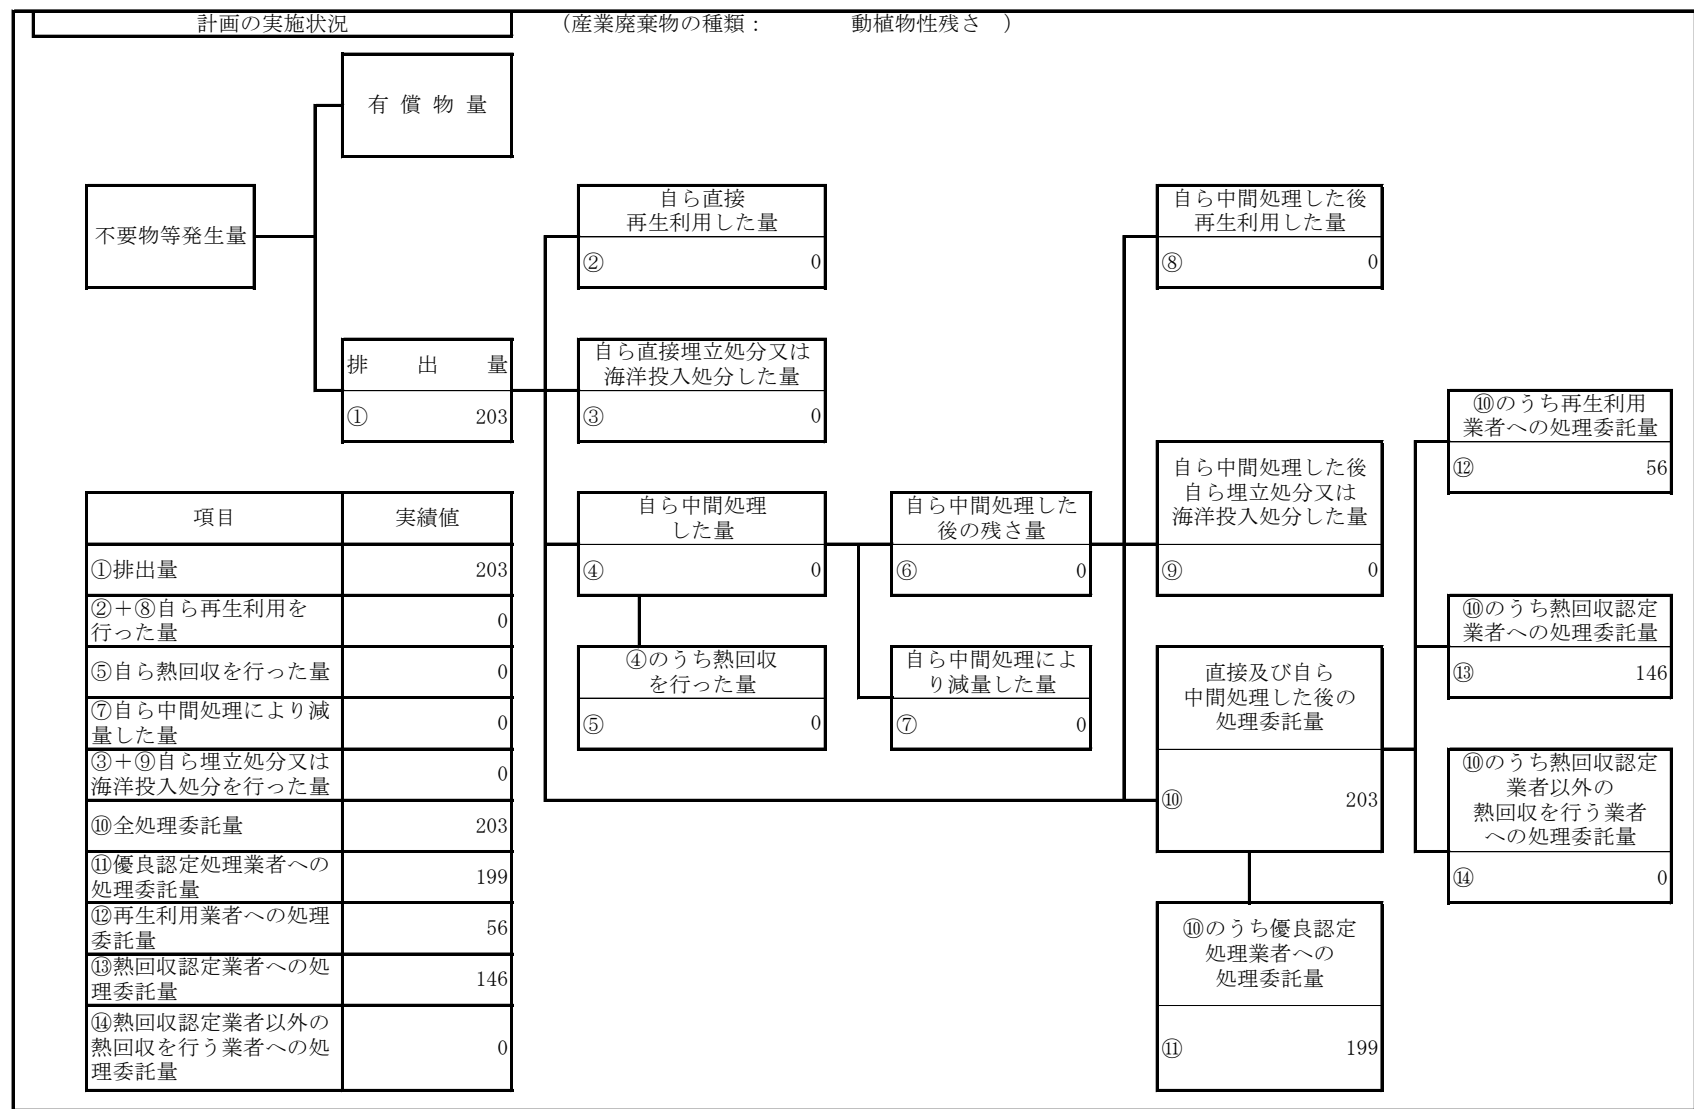 計画の実施状況 （産業廃棄物の種類： 動植物性残さ ）
有償物量
不要物等発生量
自ら直接
再生利用した量
② 0
自ら中間処理した後
再生利用した量
⑧ 0
排出量
① 203
自ら直接埋立処分又は
海洋投入処分した量
③ 0
⑩のうち再生利用
業者への処理委託量
⑫ 56
自ら中間処理
した量
④ 0
自ら中間処理した
後の残さ量
⑥ 0
自ら中間処理した後
自ら埋立処分又は
海洋投入処分した量
⑨ 0
⑩のうち熱回収認定
業者への処理委託量
⑬ 146
④のうち熱回収
を行った量
⑤ 0
自ら中間処理によ
り減量した量
⑦ 0
直接及び自ら
中間処理した後の
処理委託量
⑩ 203
⑩のうち熱回収認定
業者以外の
熱回収を行う業者
への処理委託量
⑭ 0
⑩のうち優良認定
処理業者への
処理委託量
⑪ 199
項目 実績値
①排出量 203
②＋⑧自ら再生利用を
行った量 0
⑤自ら熱回収を行った量 0
⑦自ら中間処理により減
量した量 0
③＋⑨自ら埋立処分又は
海洋投入処分を行った量 0
⑩全処理委託量 203
⑪優良認定処理業者への
処理委託量 199
⑫再生利用業者への処理
委託量 56
⑬熱回収認定業者への処
理委託量 146
⑭熱回収認定業者以外の
熱回収を行う業者への処
理委託量 0